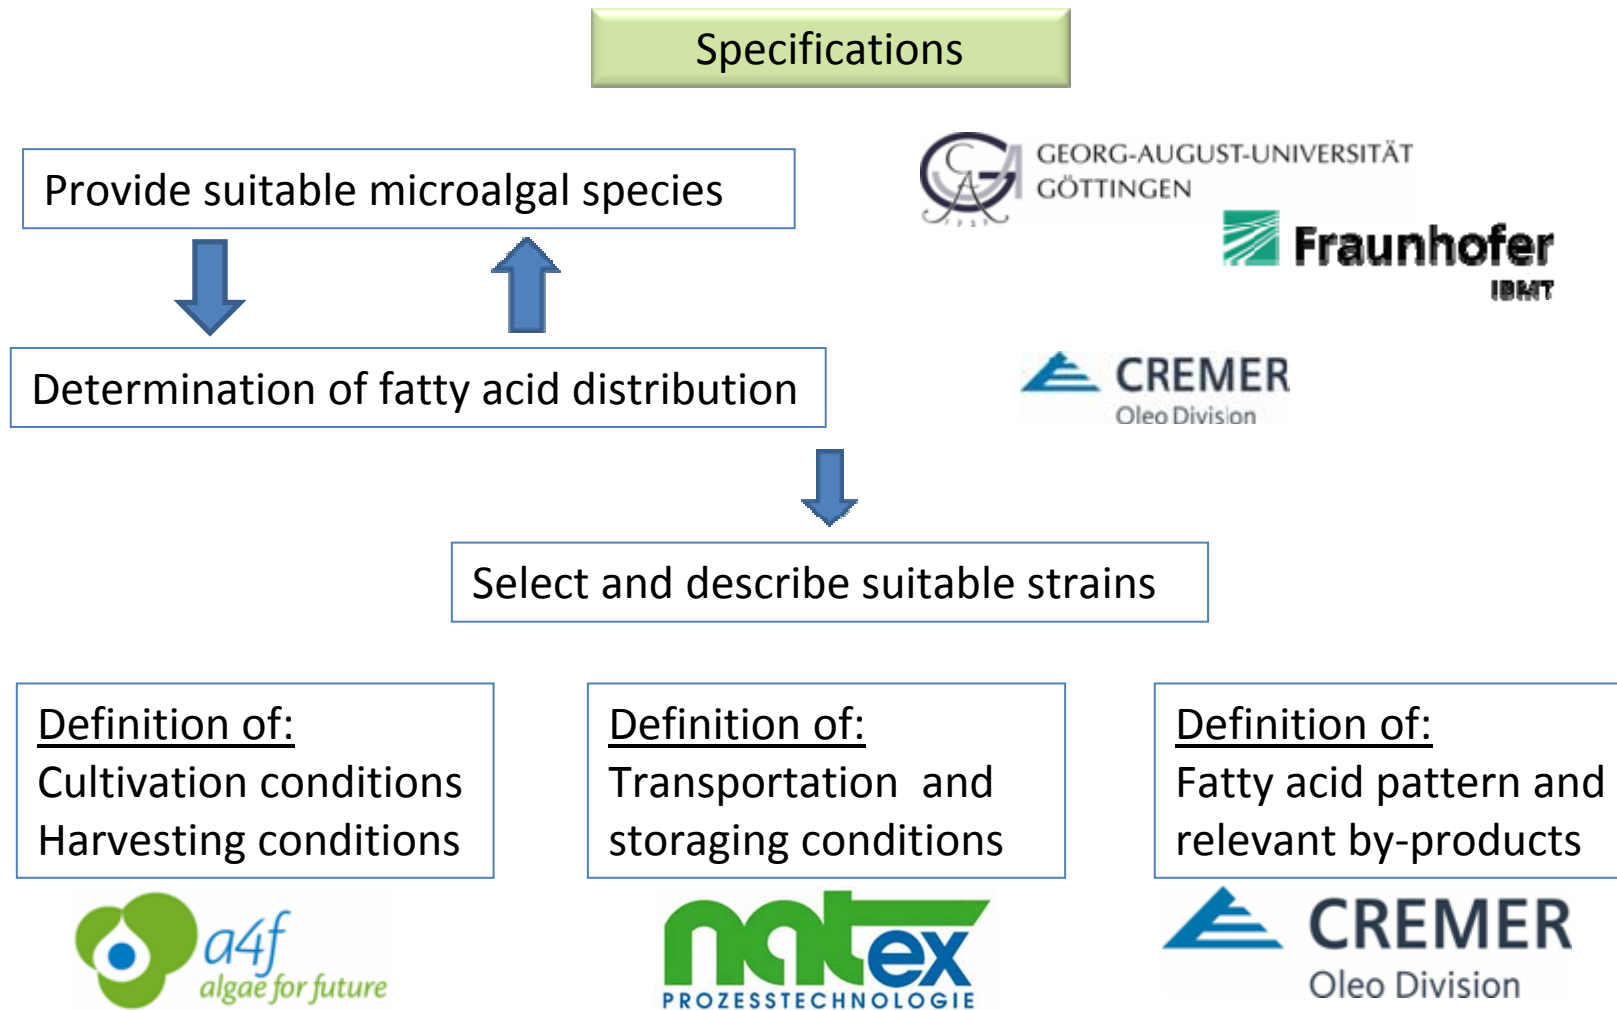 Specifications
Provide suitable microalgal species
GEORG-AUGUST-UNIVERSITÄT
GÖTTINGEN
Fraunhofer
IBMT
Determination of fatty acid distribution
CREMER
Oleo Division
Select and describe suitable strains
Definition of:
Cultivation conditions
Harvesting conditions
Definition of:
Transportation and
storaging conditions
Definition of:
Fatty acid pattern and
relevant by-products
a4f
algae for future
natex
PROZESSTECHNOLOGIE
CREMER
Oleo Division